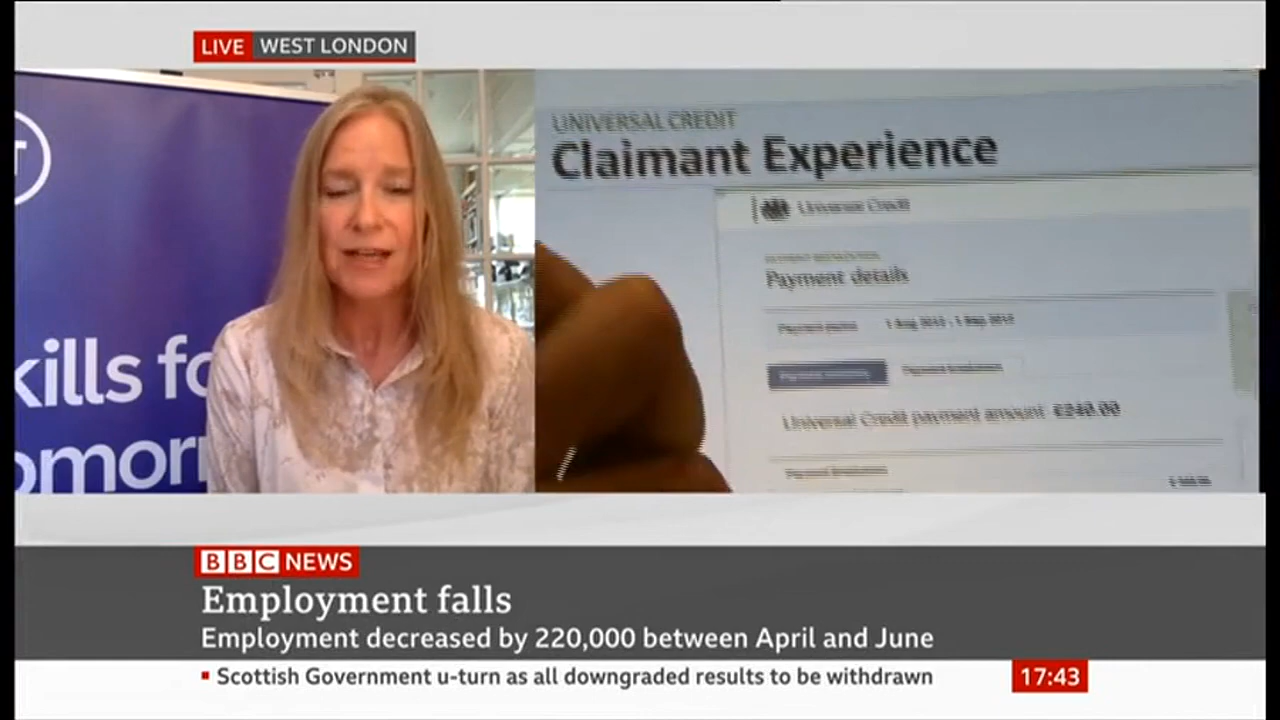 LIVE WEST LONDON
T
kills fo
omorr
UNIVERSAL CREDIT
Claimant Experience
Universal Credit
Payment details
Universal Credit payment amount
BBC NEWS
Employment falls
Employment decreased by 220,000 between April and June
Scottish Government u-turn as all downgraded results to be withdrawn
17:43